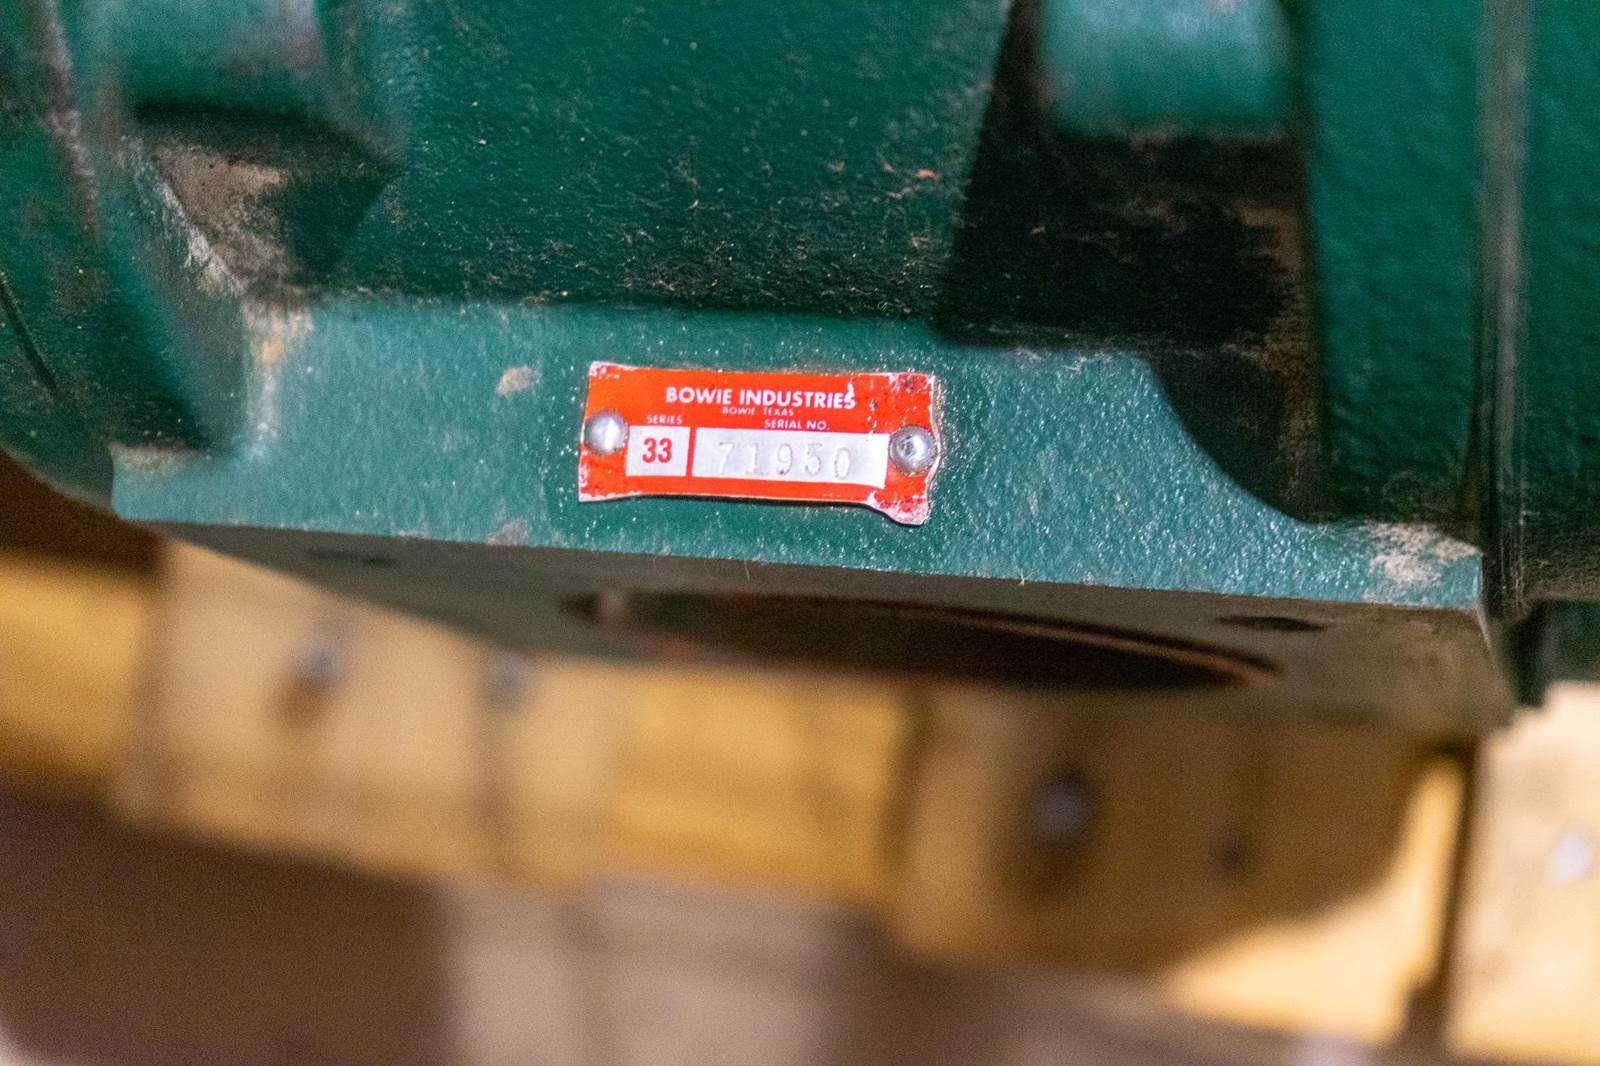 BOWIE INDUSTRIES
BOWIE TEXAS
SERIES SERIAL NO.
33 71950